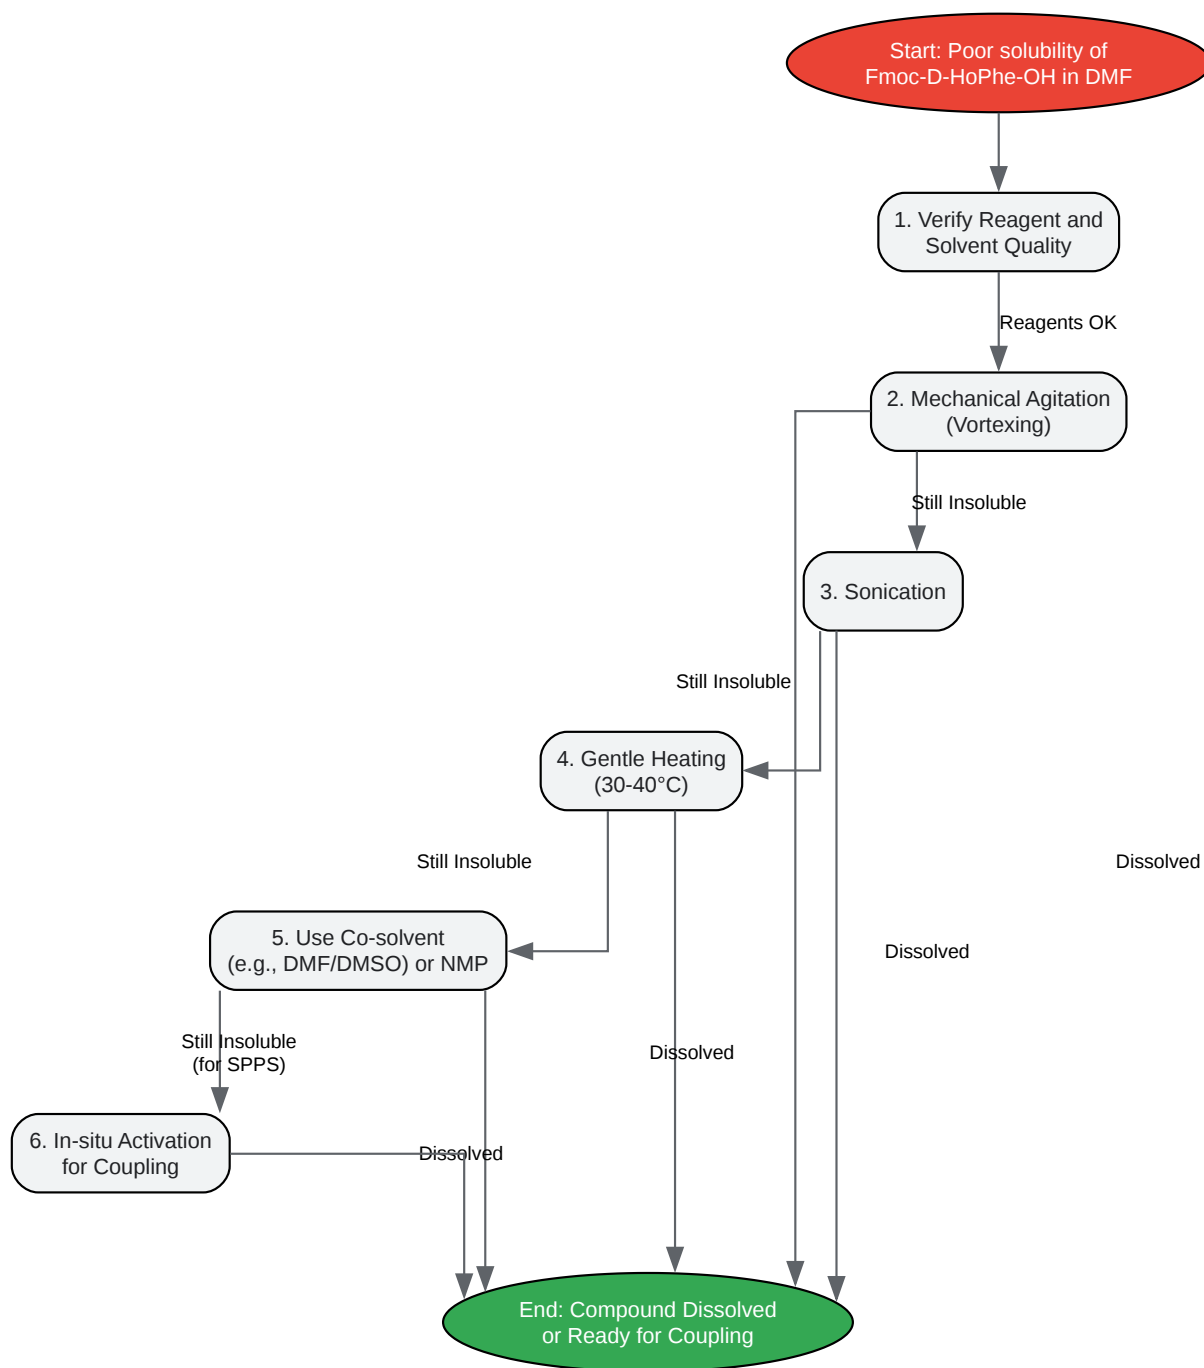 Start: Poor solubility of
Fmoc-D-HoPhe-OH in DMF
1. Verify Reagent and
Solvent Quality
Reagents OK
2. Mechanical Agitation
(Vortexing)
Still Insoluble
3. Sonication
Still Insoluble
4. Gentle Heating
(30-40°C)
Still Insoluble
Dissolved
5. Use Co-solvent
(e.g., DMF/DMSO) or NMP
Dissolved
Still Insoluble
(for SPPS)
Dissolved
6. In-situ Activation
for Coupling
Dissolved
End: Compound Dissolved
or Ready for Coupling